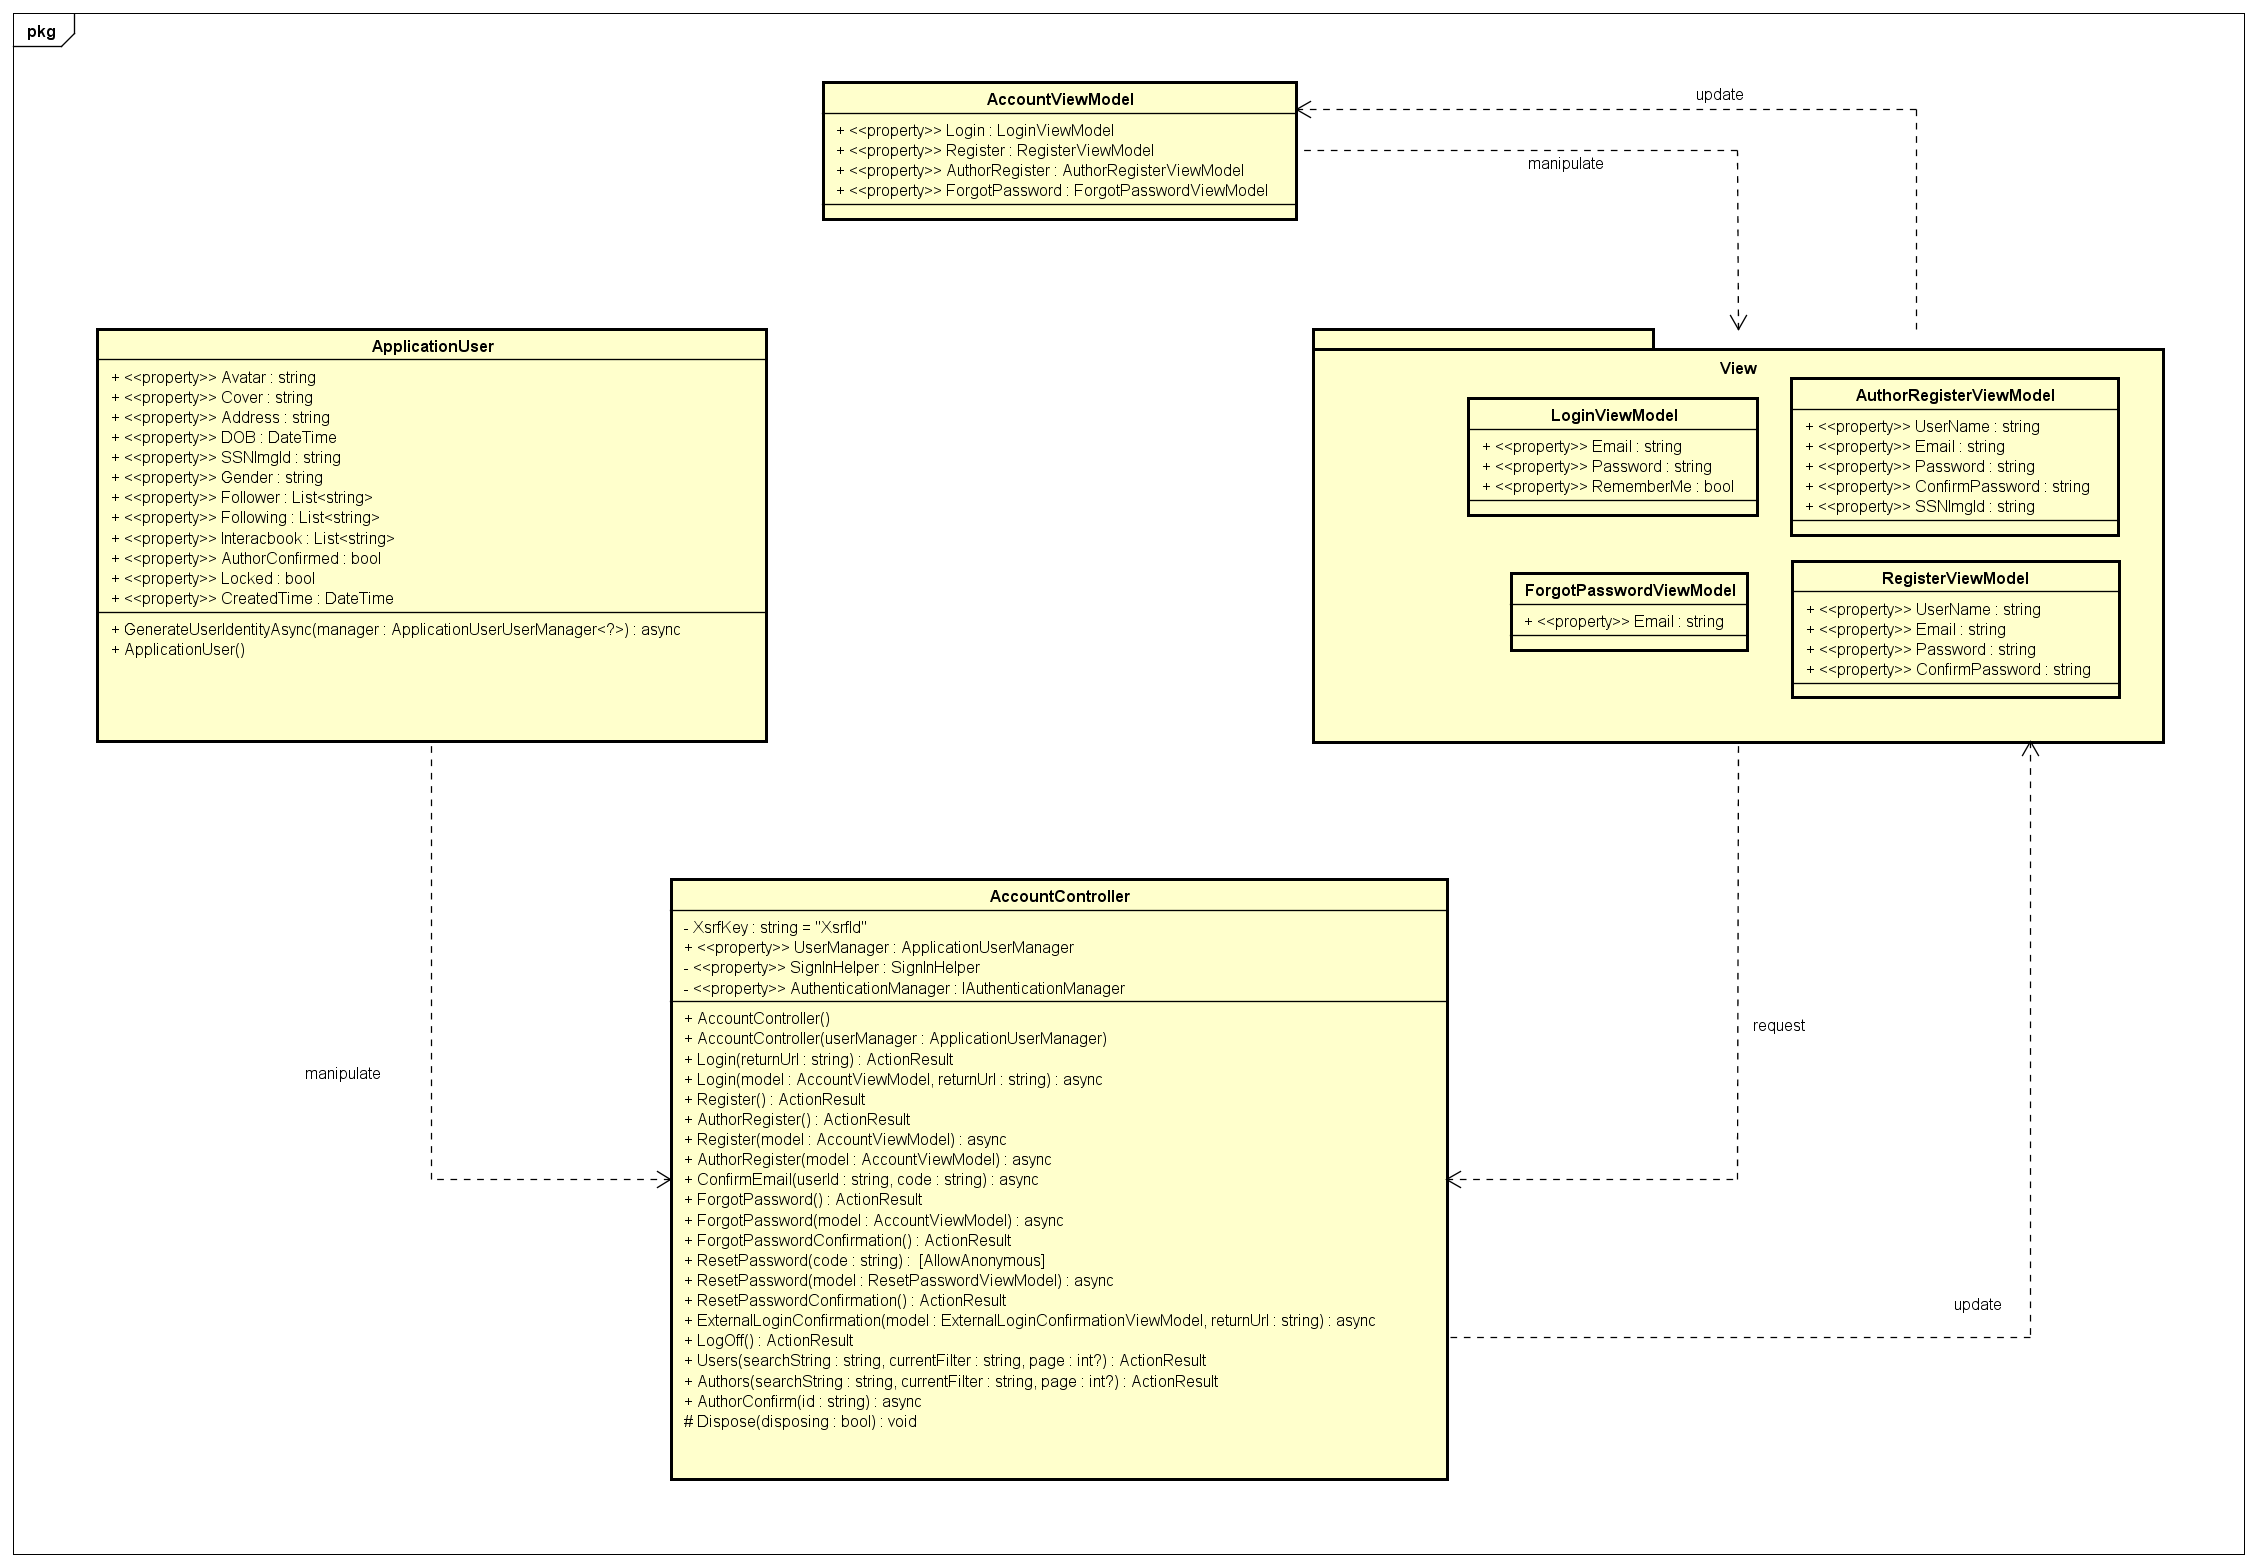 pkg
AccountViewModel
+ <<property>> Login : LoginViewModel
+ <<property>> Register : RegisterViewModel
+ <<property>> AuthorRegister : AuthorRegisterViewModel
+ <<property>> ForgotPassword : ForgotPasswordViewModel
update
manipulate
ApplicationUser
+ <<property>> Avatar : string
+ <<property>> Cover : string
+ <<property>> Address : string
+ <<property>> DOB : DateTime
+ <<property>> SSNImgId : string
+ <<property>> Gender : string
+ <<property>> Follower : List<string>
+ <<property>> Following : List<string>
+ <<property>> Interacbook : List<string>
+ <<property>> AuthorConfirmed : bool
+ <<property>> Locked : bool
+ <<property>> CreatedTime : DateTime
+ GenerateUserIdentityAsync(manager : ApplicationUserUserManager<?>) : async
+ ApplicationUser()
View
LoginViewModel
+ <<property>> Email : string
+ <<property>> Password : string
+ <<property>> RememberMe : bool
AuthorRegisterViewModel
+ <<property>> UserName : string
+ <<property>> Email : string
+ <<property>> Password : string
+ <<property>> ConfirmPassword : string
+ <<property>> SSNImgId : string
ForgotPasswordViewModel
+ <<property>> Email : string
RegisterViewModel
+ <<property>> UserName : string
+ <<property>> Email : string
+ <<property>> Password : string
+ <<property>> ConfirmPassword : string
manipulate
AccountController
- XsrfKey : string = "XsrfId"
+ <<property>> UserManager : ApplicationUserManager
- <<property>> SignInHelper : SignInHelper
- <<property>> AuthenticationManager : IAuthenticationManager
+ AccountController()
+ AccountController(userManager : ApplicationUserManager)
+ Login(returnUrl : string) : ActionResult
+ Login(model : AccountViewModel, returnUrl : string) : async
+ Register() : ActionResult
+ AuthorRegister() : ActionResult
+ Register(model : AccountViewModel) : async
+ AuthorRegister(model : AccountViewModel) : async
+ ConfirmEmail(userId : string, code : string) : async
+ ForgotPassword() : ActionResult
+ ForgotPassword(model : AccountViewModel) : async
+ ForgotPasswordConfirmation() : ActionResult
+ ResetPassword(code : string) : [AllowAnonymous]
+ ResetPassword(model : ResetPasswordViewModel) : async
+ ResetPasswordConfirmation() : ActionResult
+ ExternalLoginConfirmation(model : ExternalLoginConfirmationViewModel, returnUrl : string) : async
+ LogOff() : ActionResult
+ Users(searchString : string, currentFilter : string, page : int?) : ActionResult
+ Authors(searchString : string, currentFilter : string, page : int?) : ActionResult
+ AuthorConfirm(id : string) : async
# Dispose(disposing : bool) : void
request
update